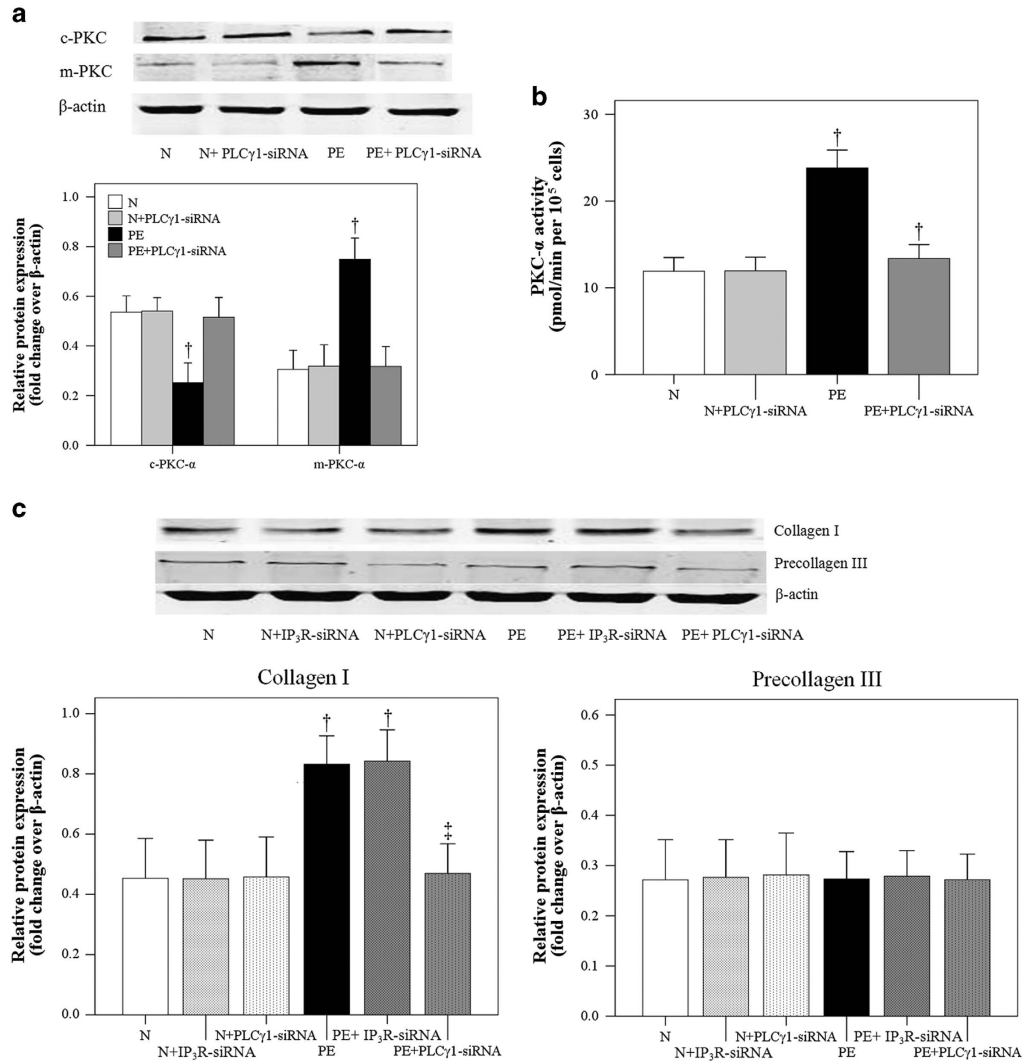 a
c-PKC
m-PKC
β-actin
N N+ PLCγ1-siRNA PE PE+ PLCγ1-siRNA
Relative protein expression
(fold change over β-actin)
1.0
0.8
0.6
0.4
0.2
0.0
N
N+PLCγ1-siRNA
PE
PE+PLCγ1-siRNA
†
†
c-PKC-α m-PKC-α
b
PKC-α activity
(pmol/min per 10⁵ cells)
30
20
10
0
†
†
N N+PLCγ1-siRNA PE PE+PLCγ1-siRNA
c
Collagen I
Precollagen III
β-actin
N N+IP₃R-siRNA N+PLCγ1-siRNA PE PE+ IP₃R-siRNA PE+ PLCγ1-siRNA
Collagen I
Relative protein expression
(fold change over β-actin)
1.0
0.8
0.6
0.4
0.2
0.0
† † ‡
N N+PLCγ1-siRNA PE+ IP₃R-siRNA
N+IP₃R-siRNA PE PE+PLCγ1-siRNA
Precollagen III
Relative protein expression
(fold change over β-actin)
0.6
0.5
0.4
0.3
0.2
0.1
0.0
N N+PLCγ1-siRNA PE+ IP₃R-siRNA
N+IP₃R-siRNA PE PE+PLCγ1-siRNA